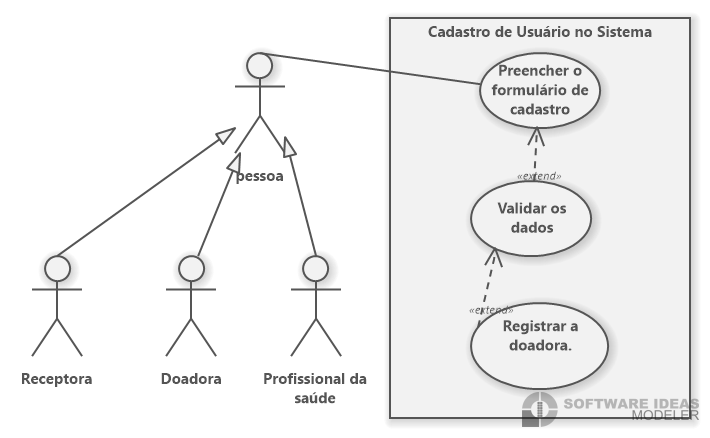 Cadastro de Usuário no Sistema
Preencher o
formulário de
cadastro
pessoa
«extend»
Validar os
dados
«extend»
Registrar a
doadora.
Receptora
Doadora
Profissional da
saúde
SOFTWARE IDEAS
MODELER